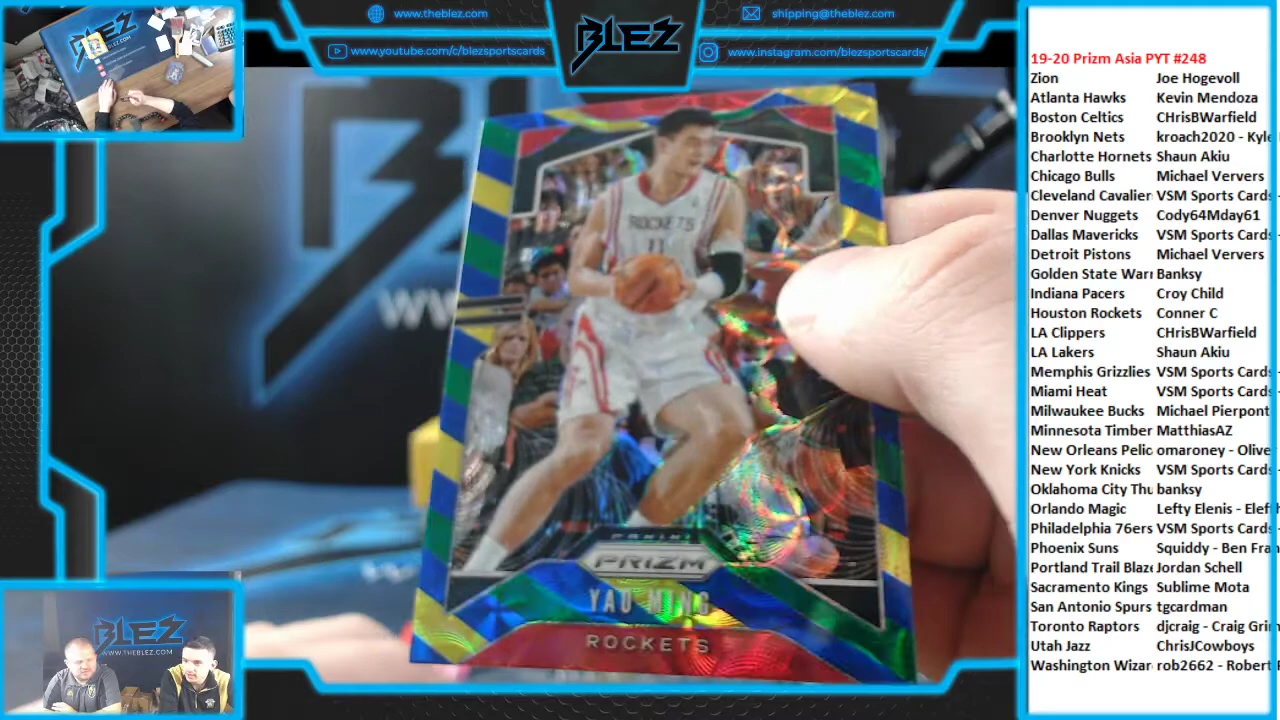 www.theblez.com
www.youtube.com/c/blezsportscards
BLEZ
shipping@theblez.com
www.instagram.com/blezsportscards/
BLEZ
ROCKETS
11
PANINI
PRIZM
YAO MING
ROCKETS
BLEZ
WWW.THEBLEZ.COM
19-20 Prizm Asia PYT #248
Zion Joe Hogevoll
Atlanta Hawks Kevin Mendoza
Boston Celtics CHrisBWarfield
Brooklyn Nets kroach2020 - Kyle
Charlotte Hornets Shaun Akiu
Chicago Bulls Michael Ververs
Cleveland Cavalier VSM Sports Cards -
Denver Nuggets Cody64Mday61
Dallas Mavericks VSM Sports Cards -
Detroit Pistons Michael Ververs
Golden State Warr Banksy
Indiana Pacers Croy Child
Houston Rockets Conner C
LA Clippers CHrisBWarfield
LA Lakers Shaun Akiu
Memphis Grizzlies VSM Sports Cards -
Miami Heat VSM Sports Cards -
Milwaukee Bucks Michael Pierpont
Minnesota Timber MatthiasAZ
New Orleans Pelic omaroney - Olive
New York Knicks VSM Sports Cards -
Oklahoma City Thu banksy
Orlando Magic Lefty Elenis - Elefth
Philadelphia 76ers VSM Sports Cards -
Phoenix Suns Squiddy - Ben Fran
Portland Trail Blaze Jordan Schell
Sacramento Kings Sublime Mota
San Antonio Spurs tgcardman
Toronto Raptors djcraig - Craig Grim
Utah Jazz ChrisJCowboys
Washington Wizar rob2662 - Robert F